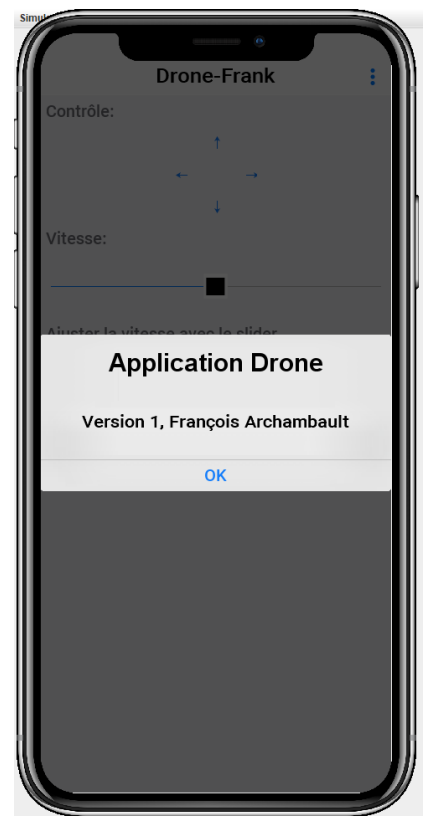 Drone-Frank
Contrôle:
↑
← →
↓
Vitesse:
Ajuster la vitesse avec le slider
Application Drone
Version 1, François Archambault
OK